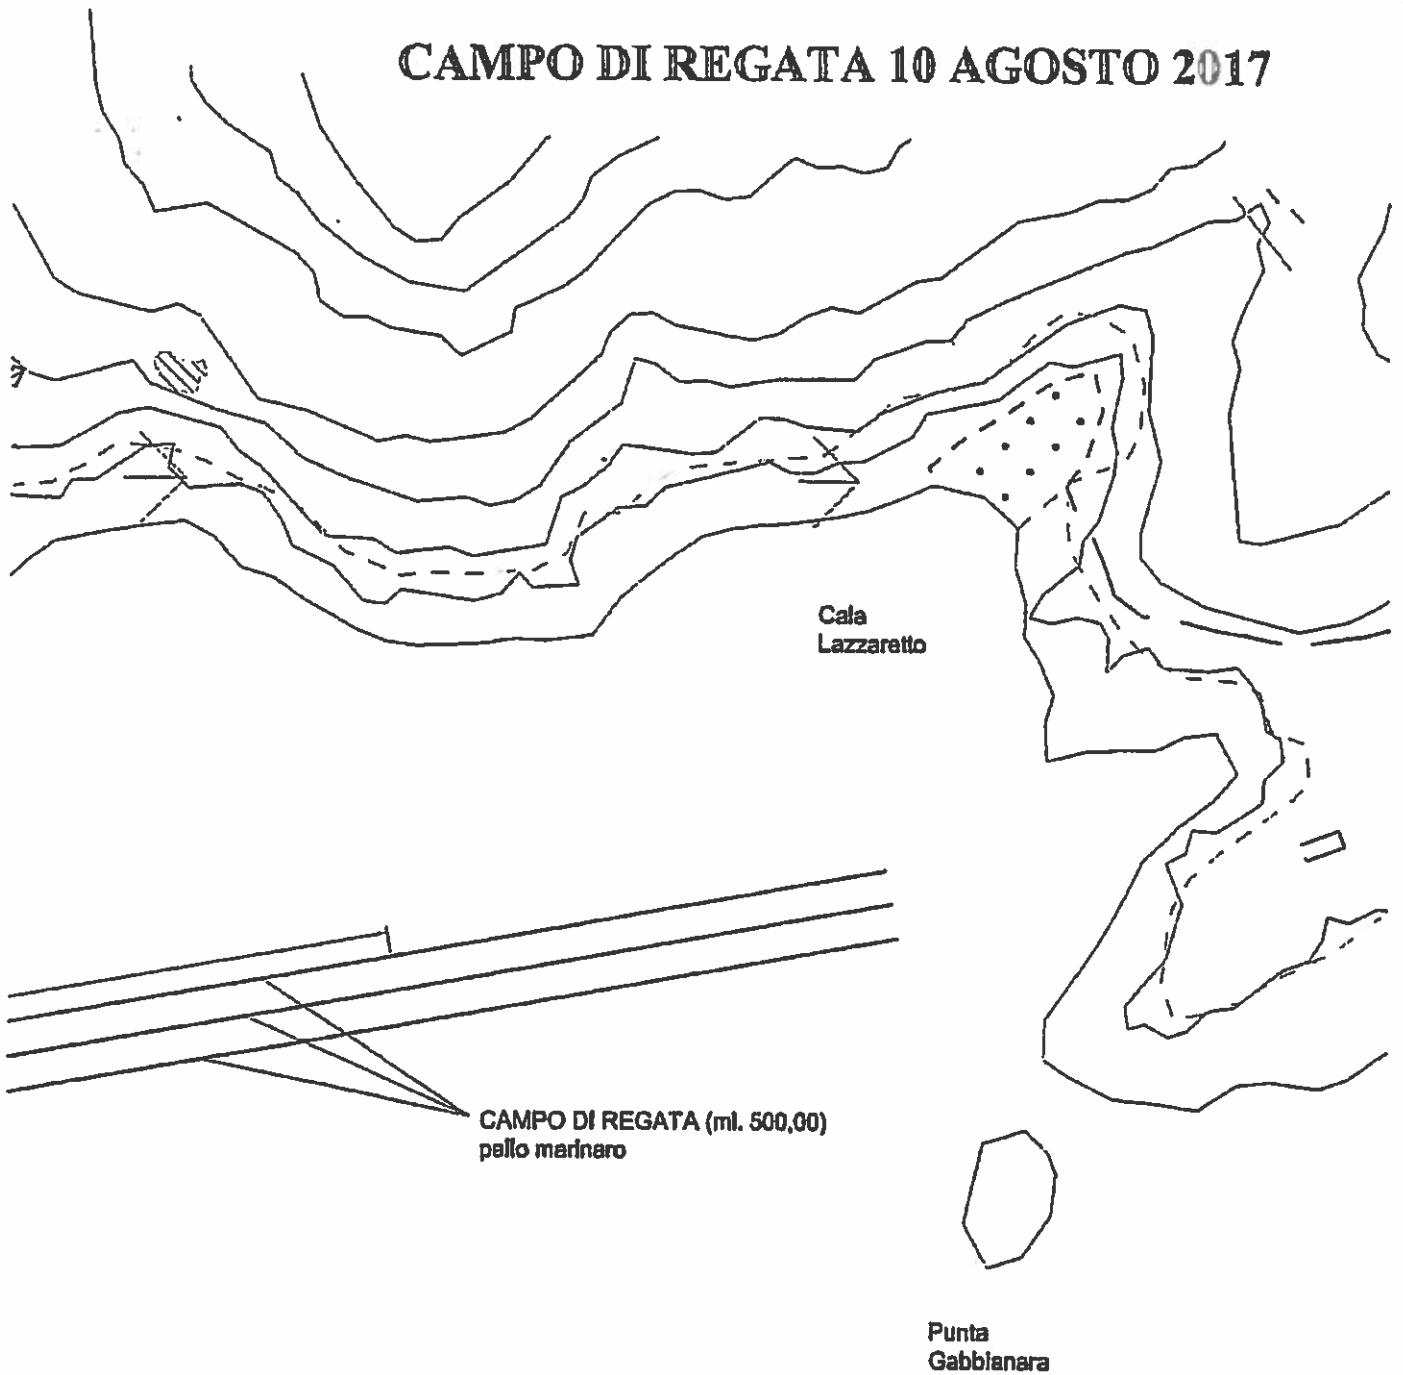 CAMPO DI REGATA 10 AGOSTO 2017
Cala
Lazzaretto
CAMPO DI REGATA (ml. 500,00)
palio marinaro
Punta
Gabbianara